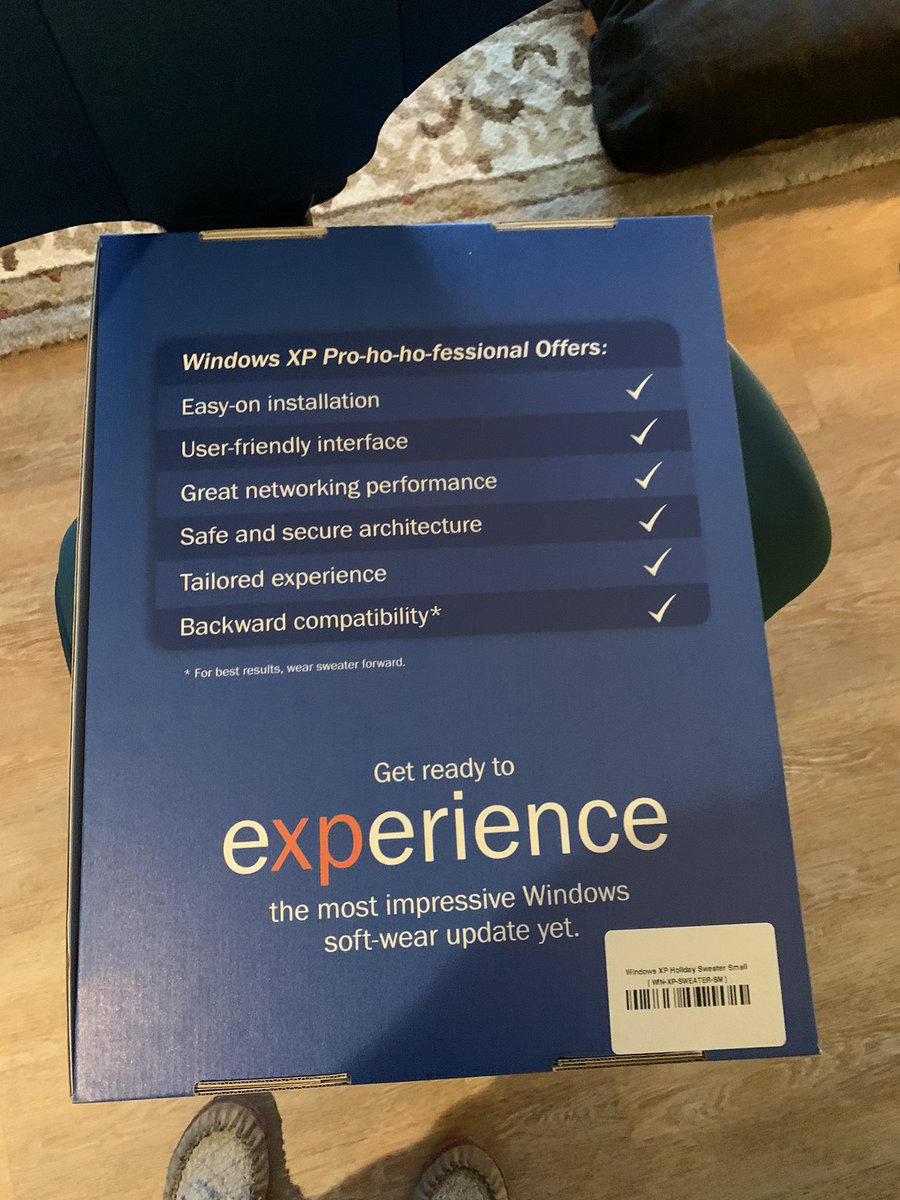 Windows XP Pro-ho-ho-fessional Offers:
Easy-on installation
User-friendly interface
Great networking performance
Safe and secure architecture
Tailored experience
Backward compatibility*
* For best results, wear sweater forward.
Get ready to
experience
the most impressive Windows
soft-wear update yet.
Windows XP Holiday Sweater Small
[ WIN-XP-SWEATER-SM ]